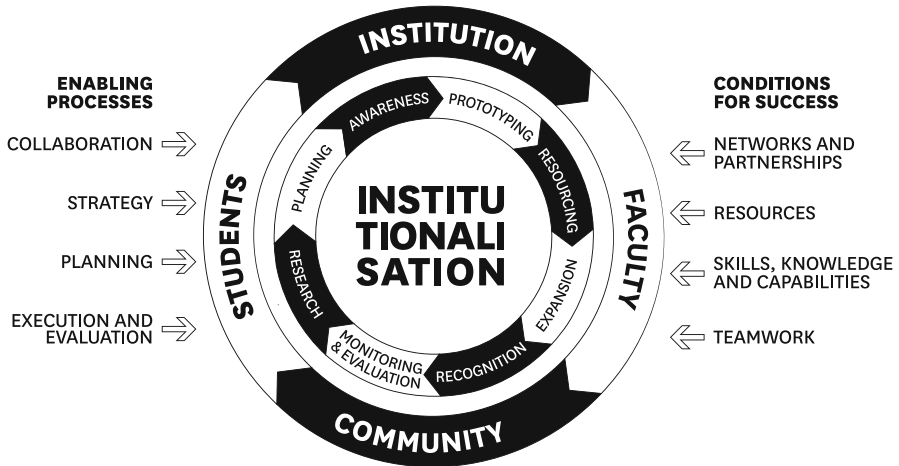 INSTITUTION
ENABLING
PROCESSES
COLLABORATION
STRATEGY
PLANNING
EXECUTION AND
EVALUATION
STUDENTS
AWARENESS
PROTOTYPING
RESOURCING
EXPANSION
RECOGNITION
MONITORING
& EVALUATION
RESEARCH
PLANNING
INSTITU
TIONALI
SATION
FACULTY
COMMUNITY
CONDITIONS
FOR SUCCESS
NETWORKS AND
PARTNERSHIPS
RESOURCES
SKILLS, KNOWLEDGE
AND CAPABILITIES
TEAMWORK